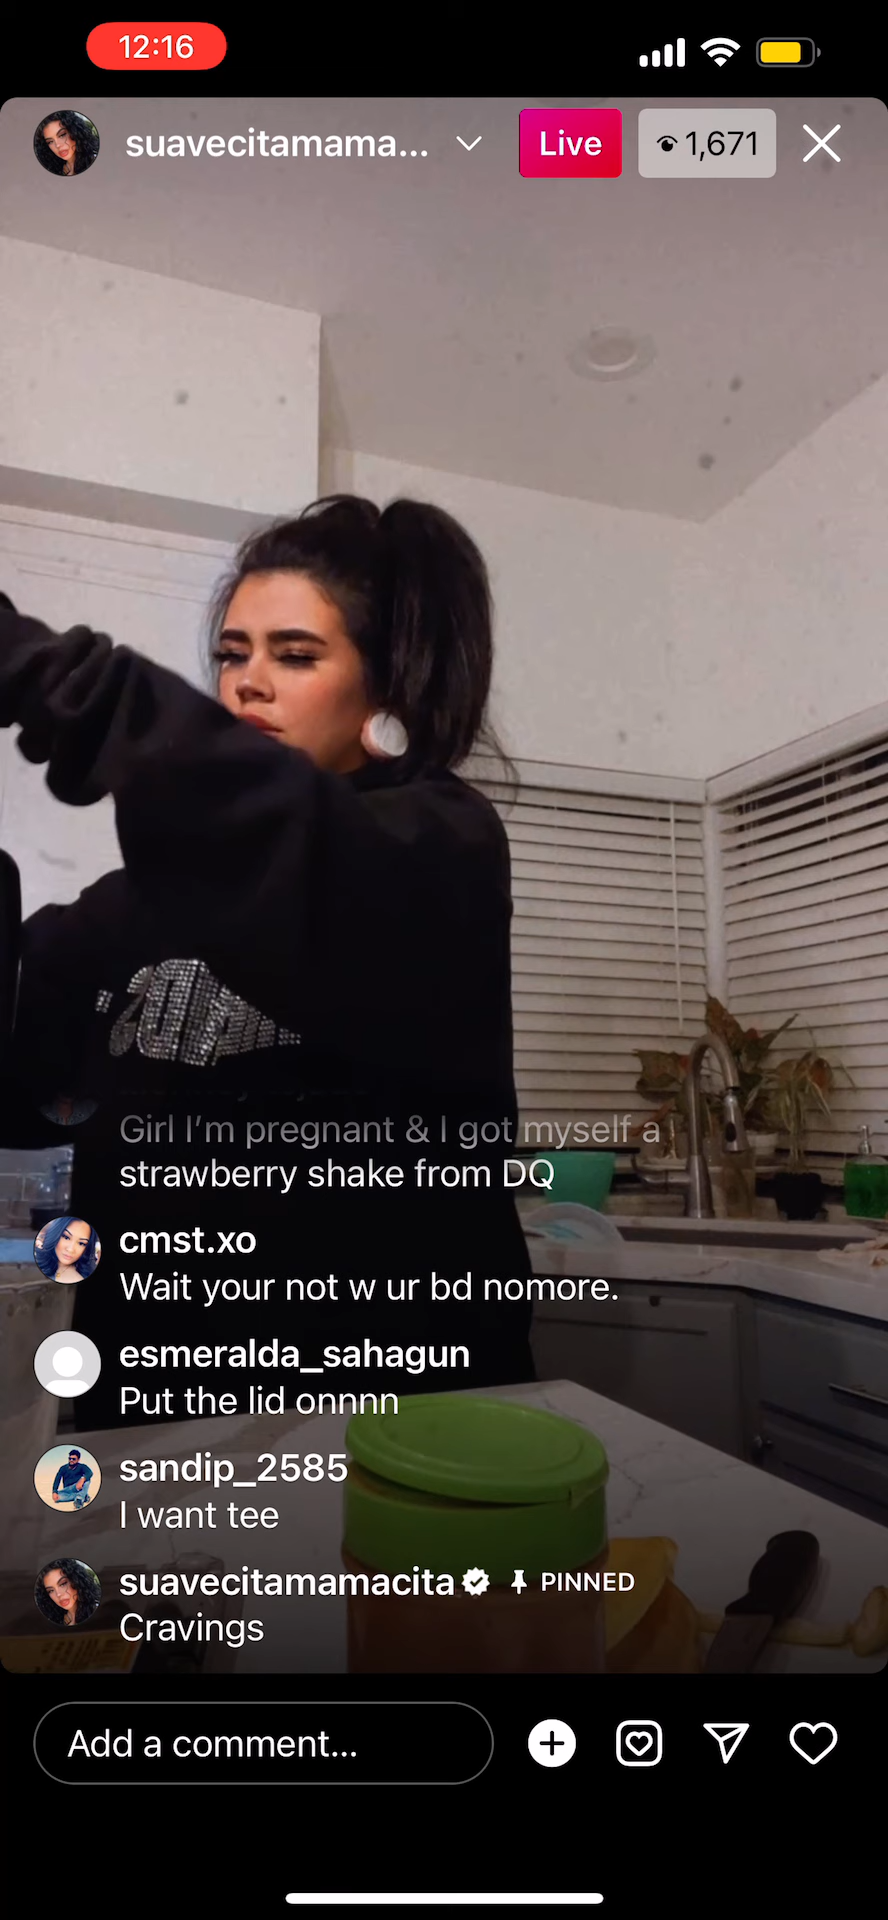 12:16
suavecitamama...
Live
1,671
Girl I'm pregnant & I got myself a
strawberry shake from DQ
cmst.xo
Wait your not w ur bd nomore.
esmeralda_sahagun
Put the lid onnnn
sandip_2585
I want tee
suavecitamamacita PINNED
Cravings
Add a comment...